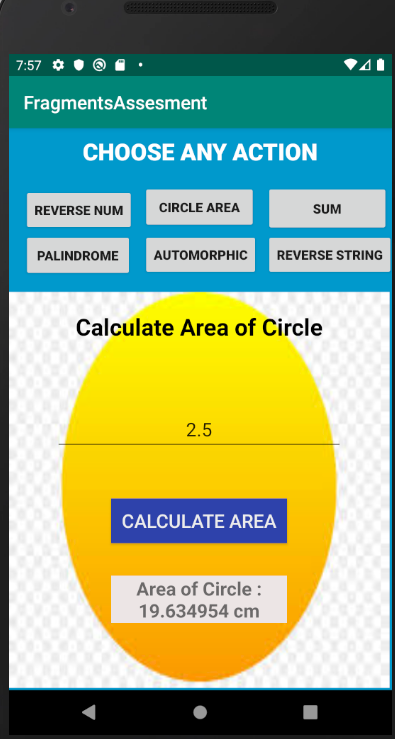 7:57
FragmentsAssesment
CHOOSE ANY ACTION
REVERSE NUM CIRCLE AREA SUM
PALINDROME AUTOMORPHIC REVERSE STRING
Calculate Area of Circle
2.5
CALCULATE AREA
Area of Circle :
19.634954 cm